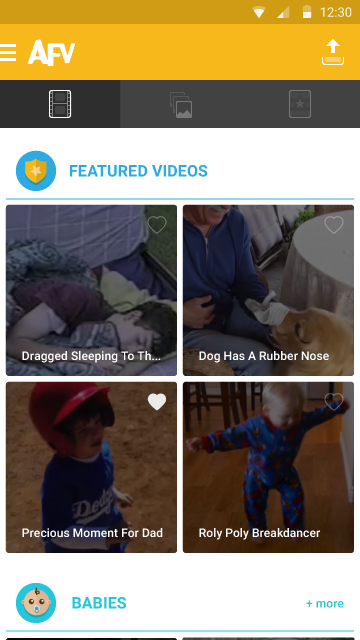 12:30
AFV
FEATURED VIDEOS
Dragged Sleeping To Th...
Dog Has A Rubber Nose
Dodg
Precious Moment For Dad
Roly Poly Breakdancer
BABIES
+ more